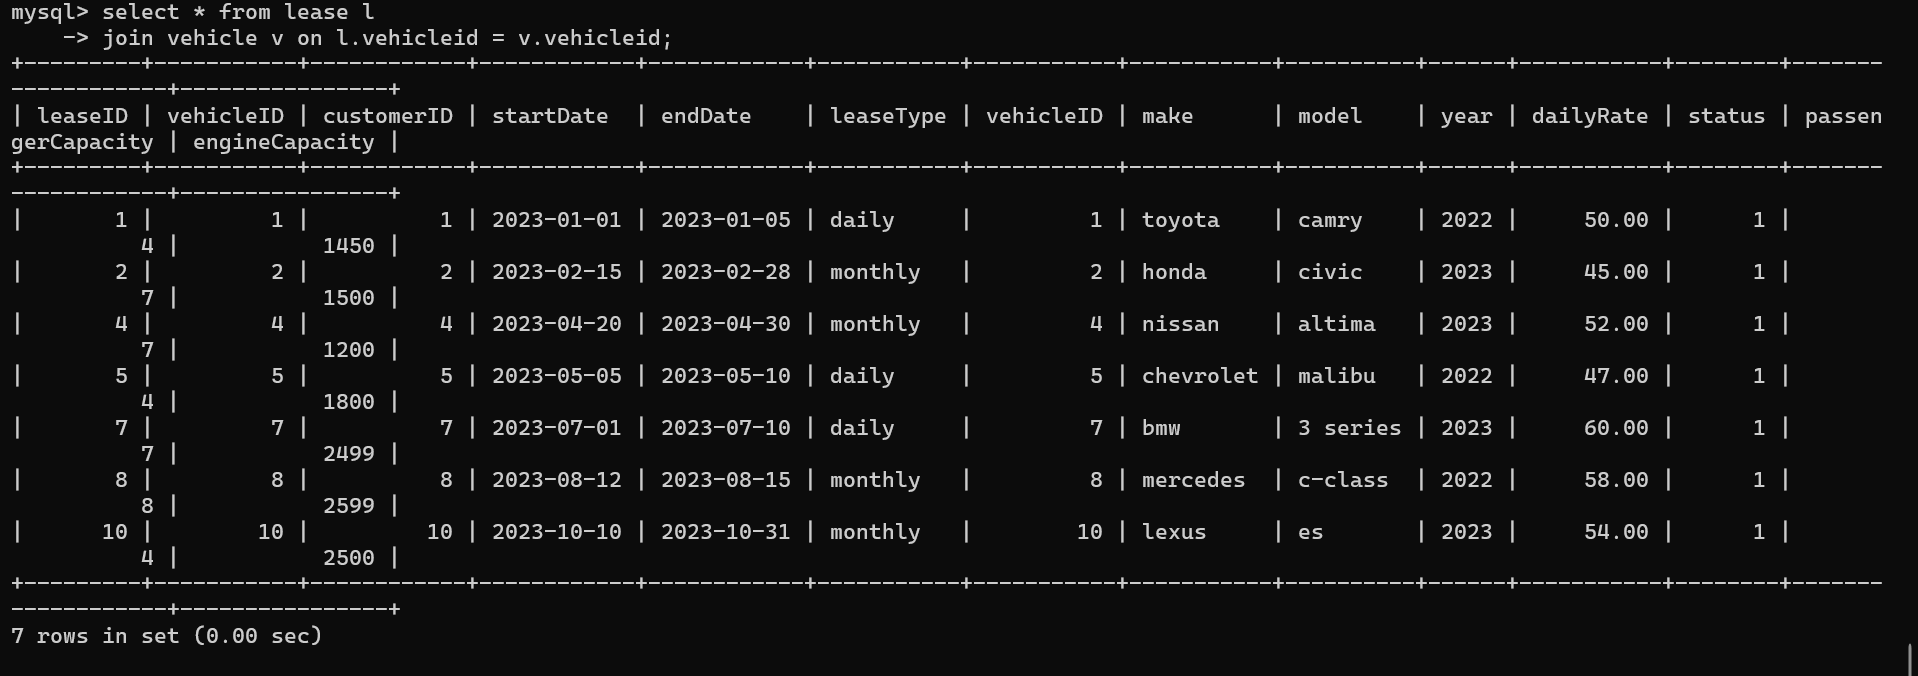 mysql> select * from lease l
    -> join vehicle v on l.vehicleid = v.vehicleid;
+---------+-----------+------------+------------+------------+-----------+-----------+-----------+----------+------+-----------+--------+-------
------------+----------------+
| leaseID | vehicleID | customerID | startDate  | endDate    | leaseType | vehicleID | make      | model    | year | dailyRate | status | passen
gerCapacity | engineCapacity |
+---------+-----------+------------+------------+------------+-----------+-----------+-----------+----------+------+-----------+--------+-------
------------+----------------+
|       1 |         1 |          1 | 2023-01-01 | 2023-01-05 | daily     |         1 | toyota    | camry    | 2022 |     50.00 |      1 |
          4 |           1450 |
|       2 |         2 |          2 | 2023-02-15 | 2023-02-28 | monthly   |         2 | honda     | civic    | 2023 |     45.00 |      1 |
          7 |           1500 |
|       4 |         4 |          4 | 2023-04-20 | 2023-04-30 | monthly   |         4 | nissan    | altima   | 2023 |     52.00 |      1 |
          7 |           1200 |
|       5 |         5 |          5 | 2023-05-05 | 2023-05-10 | daily     |         5 | chevrolet | malibu   | 2022 |     47.00 |      1 |
          4 |           1800 |
|       7 |         7 |          7 | 2023-07-01 | 2023-07-10 | daily     |         7 | bmw       | 3 series | 2023 |     60.00 |      1 |
          7 |           2499 |
|       8 |         8 |          8 | 2023-08-12 | 2023-08-15 | monthly   |         8 | mercedes  | c-class  | 2022 |     58.00 |      1 |
          8 |           2599 |
|      10 |        10 |         10 | 2023-10-10 | 2023-10-31 | monthly   |        10 | lexus     | es       | 2023 |     54.00 |      1 |
          4 |           2500 |
+---------+-----------+------------+------------+------------+-----------+-----------+-----------+----------+------+-----------+--------+-------
------------+----------------+
7 rows in set (0.00 sec)